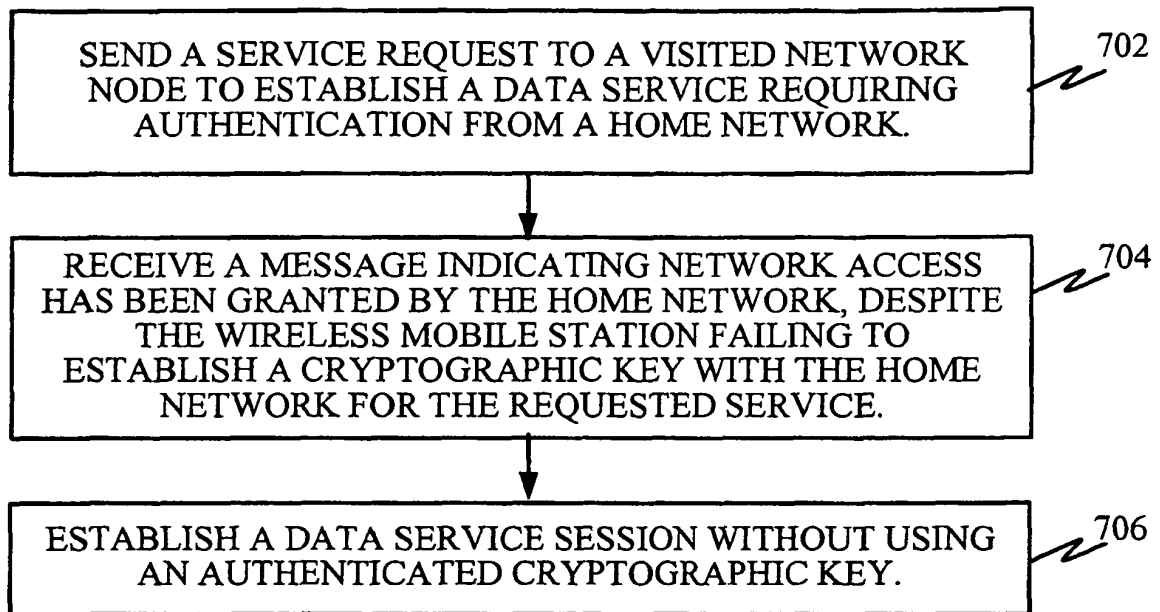 SEND A SERVICE REQUEST TO A VISITED NETWORK
NODE TO ESTABLISH A DATA SERVICE REQUIRING
AUTHENTICATION FROM A HOME NETWORK.
702
RECEIVE A MESSAGE INDICATING NETWORK ACCESS
HAS BEEN GRANTED BY THE HOME NETWORK, DESPITE
THE WIRELESS MOBILE STATION FAILING TO
ESTABLISH A CRYPTOGRAPHIC KEY WITH THE HOME
NETWORK FOR THE REQUESTED SERVICE.
704
ESTABLISH A DATA SERVICE SESSION WITHOUT USING
AN AUTHENTICATED CRYPTOGRAPHIC KEY.
706